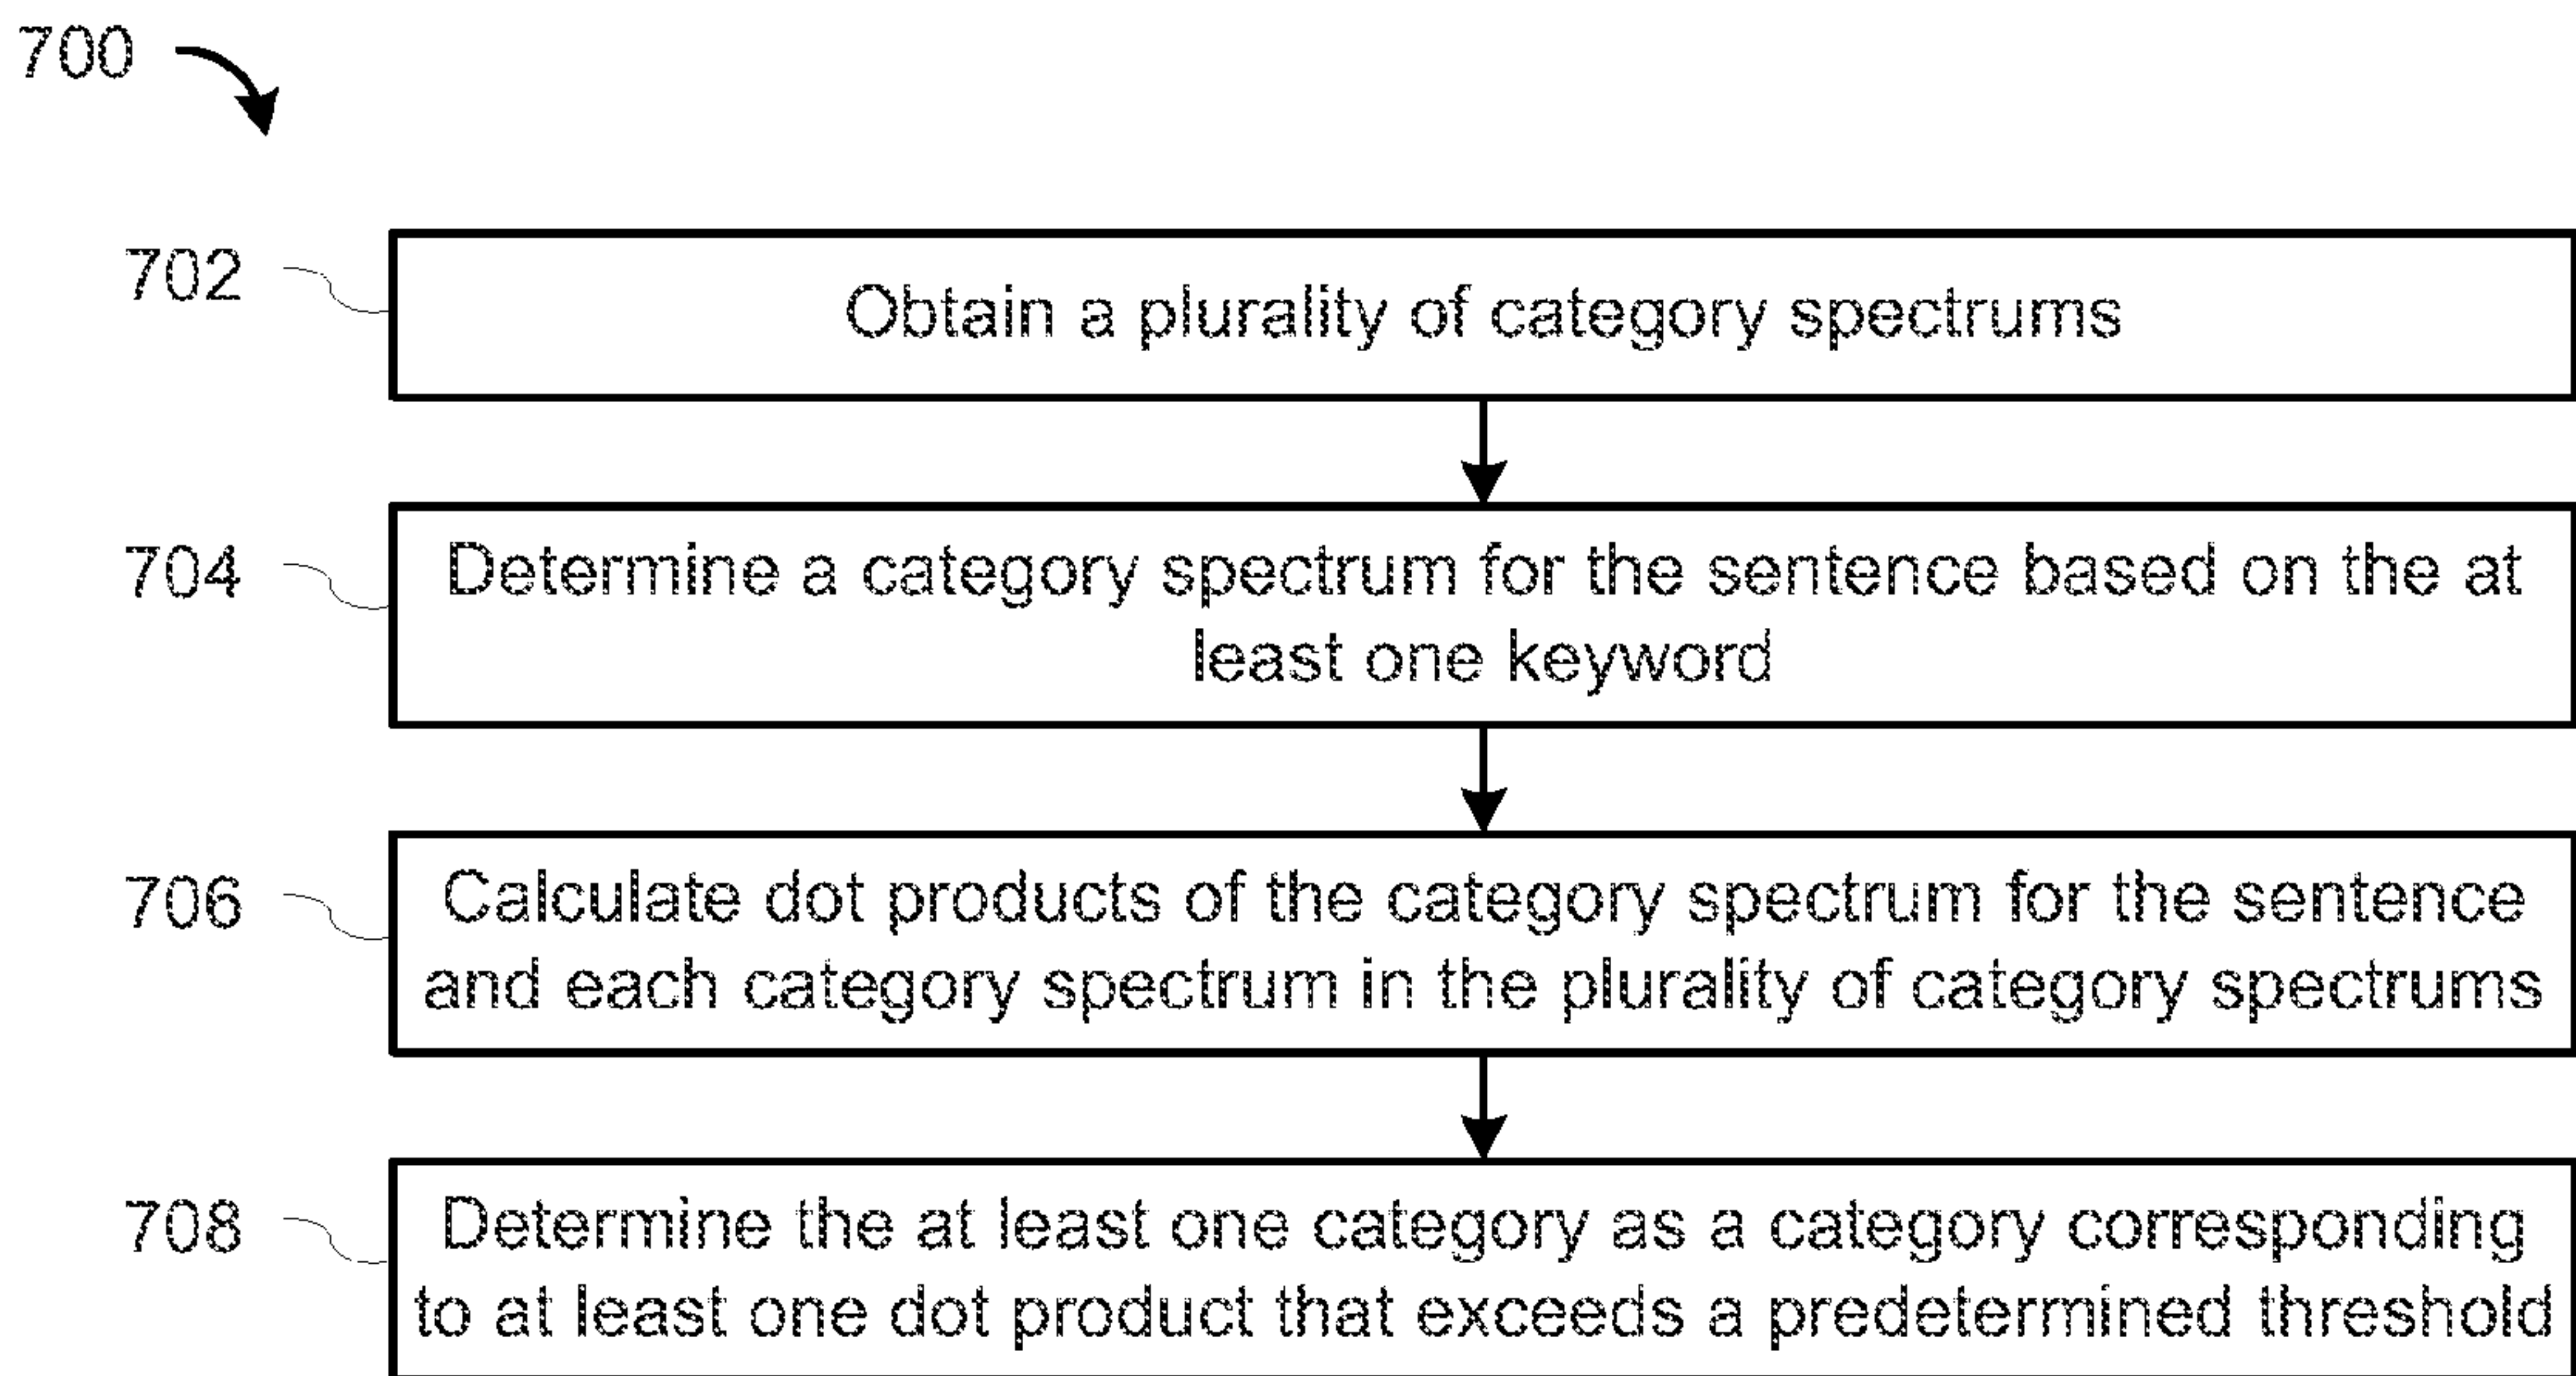 700
702
Obtain a plurality of category spectrums
704
Determine a category spectrum for the sentence based on the at
least one keyword
706
Calculate dot products of the category spectrum for the sentence
and each category spectrum in the plurality of category spectrums
708
Determine the at least one category as a category corresponding
to at least one dot product that exceeds a predetermined threshold